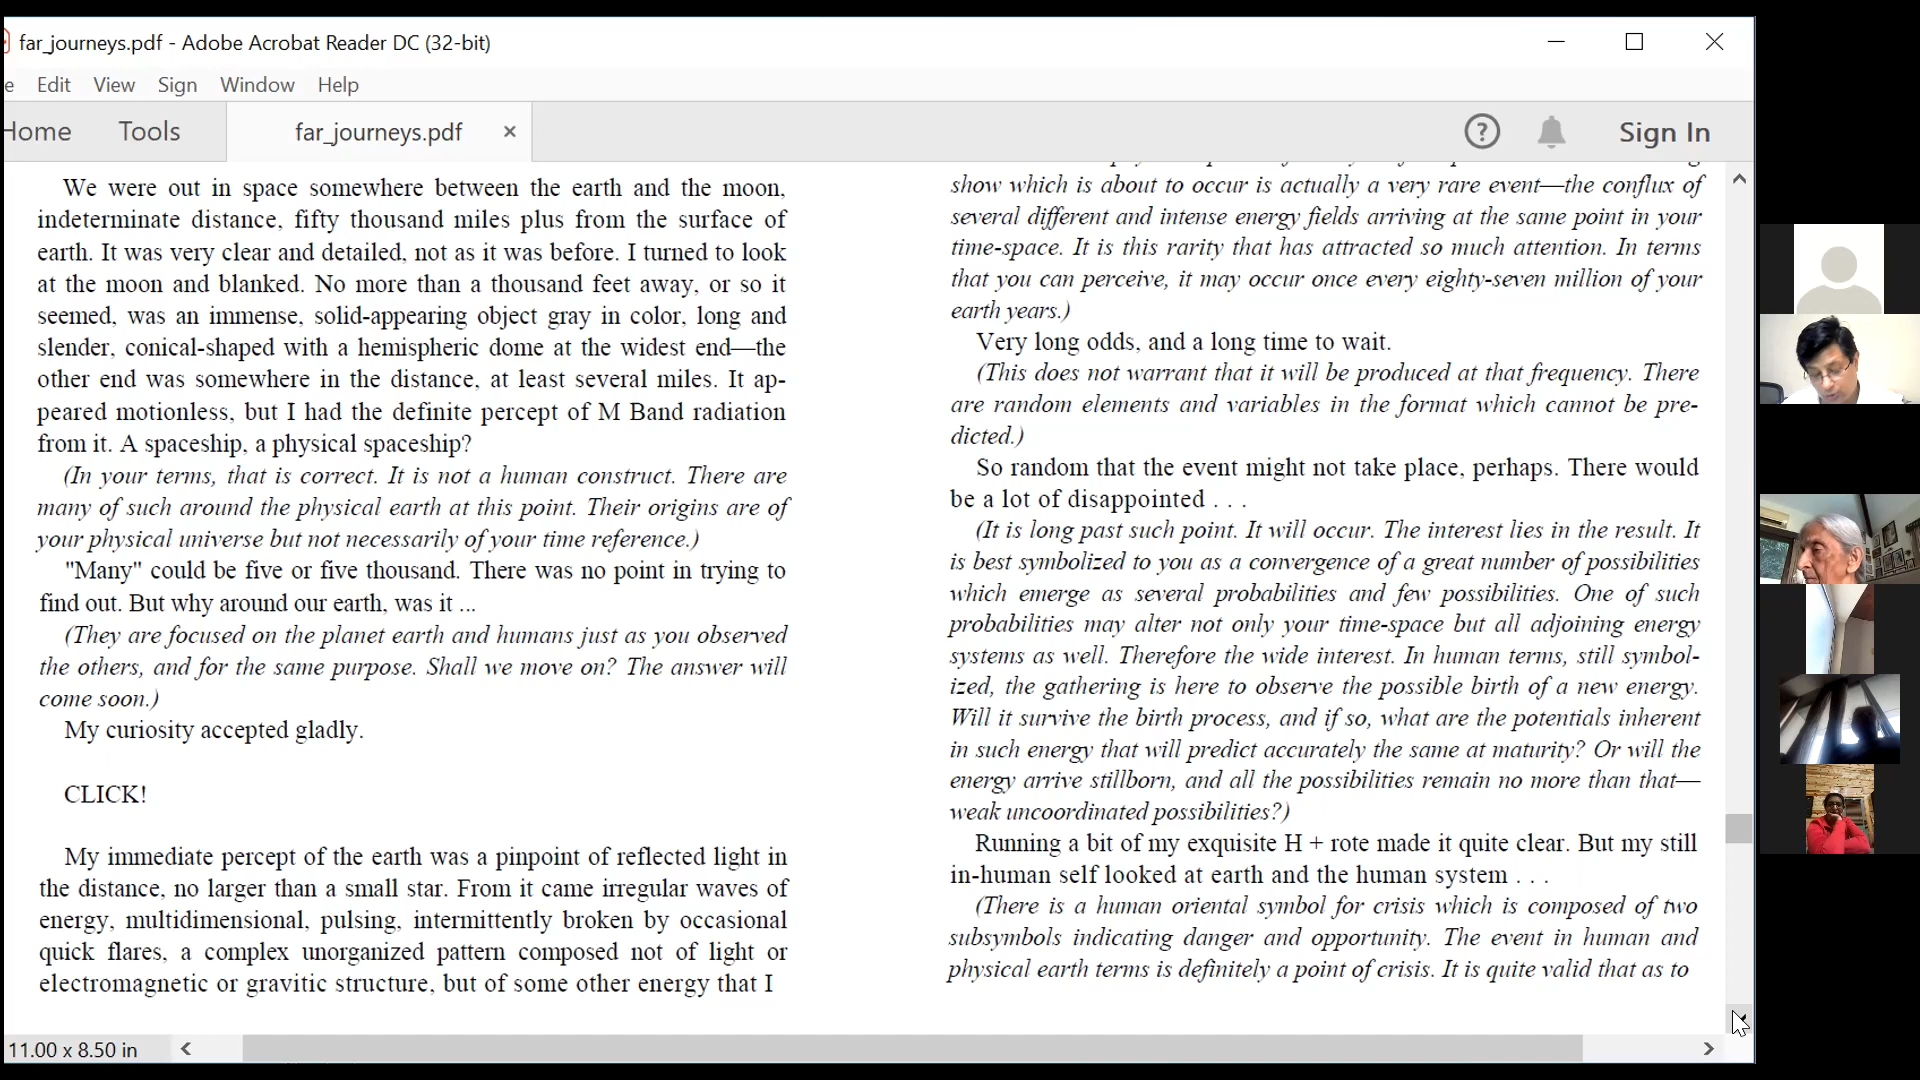 far_journeys.pdf - Adobe Acrobat Reader DC (32-bit)
e Edit View Sign Window Help
Home Tools far_journeys.pdf × ? Sign In
We were out in space somewhere between the earth and the moon,
indeterminate distance, fifty thousand miles plus from the surface of
earth. It was very clear and detailed, not as it was before. I turned to look
at the moon and blanked. No more than a thousand feet away, or so it
seemed, was an immense, solid-appearing object gray in color, long and
slender, conical-shaped with a hemispheric dome at the widest end—the
other end was somewhere in the distance, at least several miles. It ap-
peared motionless, but I had the definite percept of M Band radiation
from it. A spaceship, a physical spaceship?
(In your terms, that is correct. It is not a human construct. There are
many of such around the physical earth at this point. Their origins are of
your physical universe but not necessarily of your time reference.)
"Many" could be five or five thousand. There was no point in trying to
find out. But why around our earth, was it ...
(They are focused on the planet earth and humans just as you observed
the others, and for the same purpose. Shall we move on? The answer will
come soon.)
My curiosity accepted gladly.
CLICK!
My immediate percept of the earth was a pinpoint of reflected light in
the distance, no larger than a small star. From it came irregular waves of
energy, multidimensional, pulsing, intermittently broken by occasional
quick flares, a complex unorganized pattern composed not of light or
electromagnetic or gravitic structure, but of some other energy that I
show which is about to occur is actually a very rare event—the conflux of
several different and intense energy fields arriving at the same point in your
time-space. It is this rarity that has attracted so much attention. In terms
that you can perceive, it may occur once every eighty-seven million of your
earth years.)
Very long odds, and a long time to wait.
(This does not warrant that it will be produced at that frequency. There
are random elements and variables in the format which cannot be pre-
dicted.)
So random that the event might not take place, perhaps. There would
be a lot of disappointed . . .
(It is long past such point. It will occur. The interest lies in the result. It
is best symbolized to you as a convergence of a great number of possibilities
which emerge as several probabilities and few possibilities. One of such
probabilities may alter not only your time-space but all adjoining energy
systems as well. Therefore the wide interest. In human terms, still symbol-
ized, the gathering is here to observe the possible birth of a new energy.
Will it survive the birth process, and if so, what are the potentials inherent
in such energy that will predict accurately the same at maturity? Or will the
energy arrive stillborn, and all the possibilities remain no more than that—
weak uncoordinated possibilities?)
Running a bit of my exquisite H + rote made it quite clear. But my still
in-human self looked at earth and the human system . . .
(There is a human oriental symbol for crisis which is composed of two
subsymbols indicating danger and opportunity. The event in human and
physical earth terms is definitely a point of crisis. It is quite valid that as to
11.00 x 8.50 in